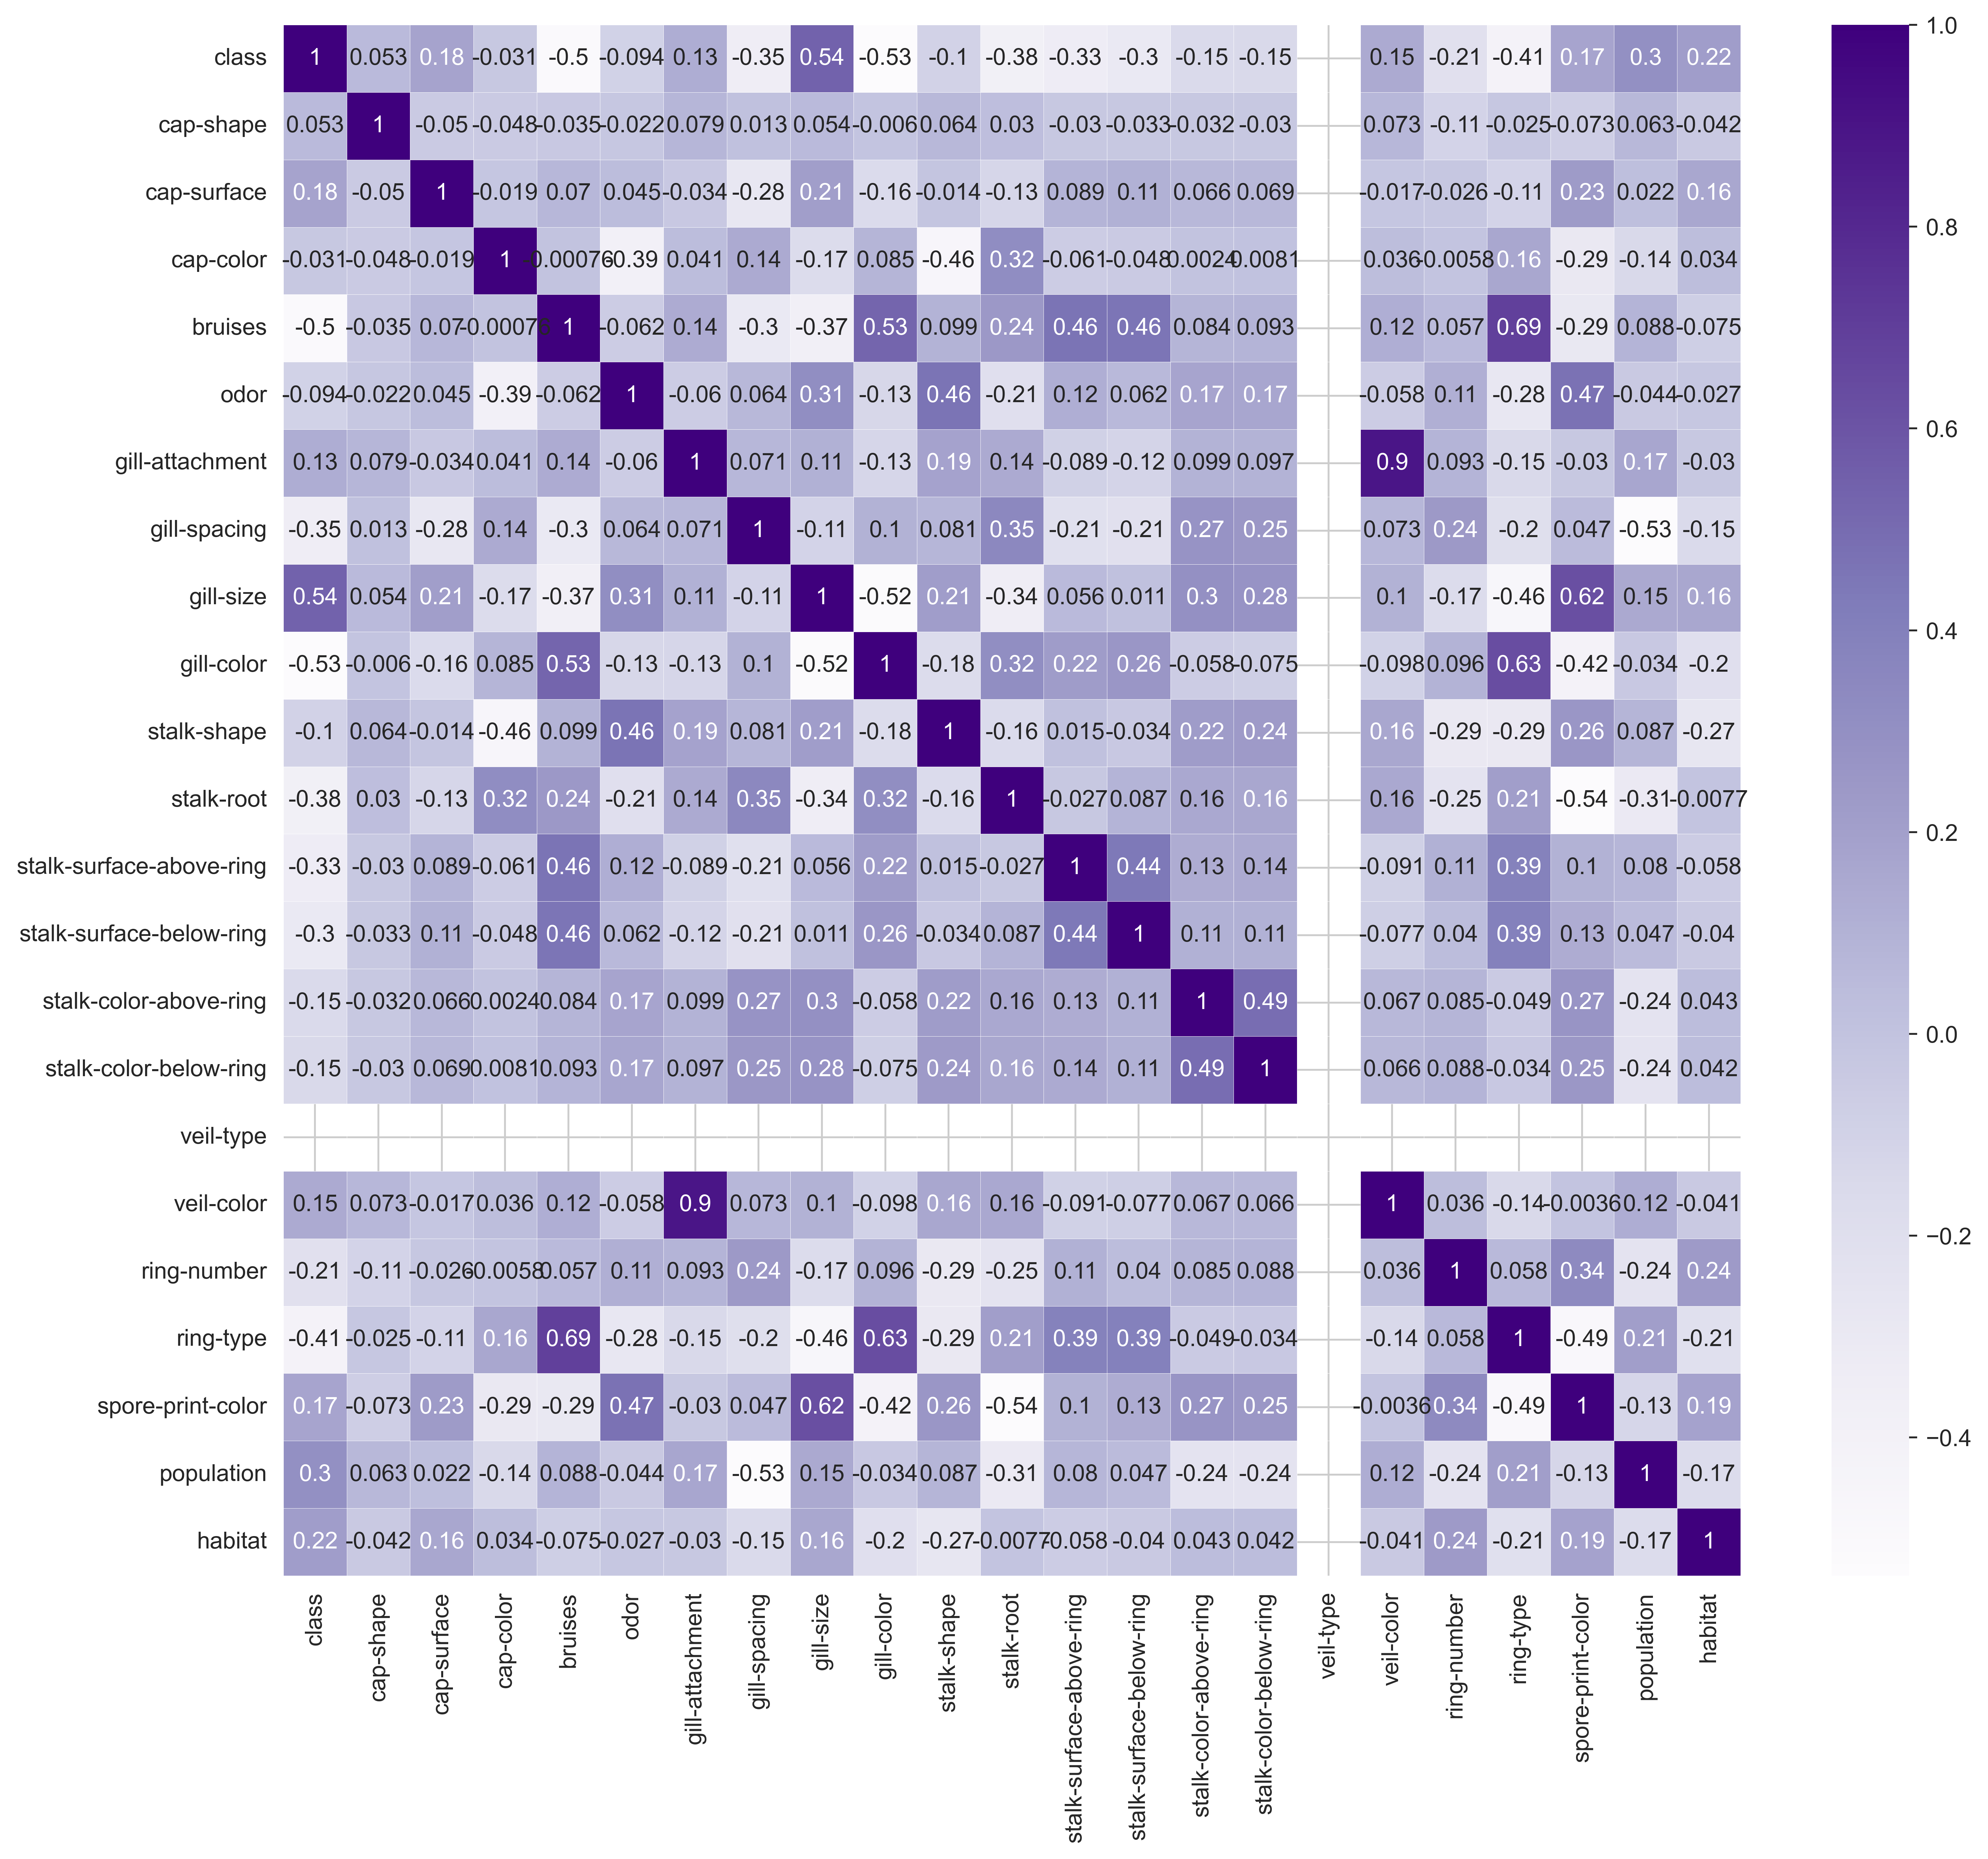 class 1 0.053 0.18 -0.031 -0.5 -0.094 0.13 -0.35 0.54 -0.53 -0.1 -0.38 -0.33 -0.3 -0.15 -0.15 0.15 -0.21 -0.41 0.17 0.3 0.22
cap-shape 0.053 1 -0.05 -0.048 -0.035 -0.022 0.079 0.013 0.054 -0.006 0.064 0.03 -0.03 -0.033 -0.032 -0.03 0.073 -0.11 -0.025 -0.073 0.063 -0.042
cap-surface 0.18 -0.05 1 -0.019 0.07 0.045 -0.034 -0.28 0.21 -0.16 -0.014 -0.13 0.089 0.11 0.066 0.069 -0.017 -0.026 -0.11 0.23 0.022 0.16
cap-color -0.031 -0.048 -0.019 1 -0.00076 -0.39 0.041 0.14 -0.17 0.085 -0.46 0.32 -0.061 -0.048 0.0024 0.0081 0.036 -0.0058 0.16 -0.29 -0.14 0.034
bruises -0.5 -0.035 0.07 1 -0.062 0.14 -0.3 -0.37 0.53 0.099 0.24 0.46 0.46 0.084 0.093 0.12 0.057 0.69 -0.29 0.088 -0.075
odor -0.094 -0.022 0.045 -0.39 -0.062 1 -0.06 0.064 0.31 -0.13 0.46 -0.21 0.12 0.062 0.17 0.17 -0.058 0.11 -0.28 0.47 -0.044 -0.027
gill-attachment 0.13 0.079 -0.034 0.041 0.14 -0.06 1 0.071 0.11 -0.13 0.19 0.14 -0.089 -0.12 0.099 0.097 0.9 0.093 -0.15 -0.03 0.17 -0.03
gill-spacing -0.35 0.013 -0.28 0.14 -0.3 0.064 0.071 1 -0.11 0.1 0.081 0.35 -0.21 -0.21 0.27 0.25 0.073 0.24 -0.2 0.047 -0.53 -0.15
gill-size 0.54 0.054 0.21 -0.17 -0.37 0.31 0.11 -0.11 1 -0.52 0.21 -0.34 0.056 0.011 0.3 0.28 0.1 -0.17 -0.46 0.62 0.15 0.16
gill-color -0.53 -0.006 -0.16 0.085 0.53 -0.13 -0.13 0.1 -0.52 1 -0.18 0.32 0.22 0.26 -0.058 -0.075 -0.098 0.096 0.63 -0.42 -0.034 -0.2
stalk-shape -0.1 0.064 -0.014 -0.46 0.099 0.46 0.19 0.081 0.21 -0.18 1 -0.16 0.015 -0.034 0.22 0.24 0.16 -0.29 -0.29 0.26 0.087 -0.27
stalk-root -0.38 0.03 -0.13 0.32 0.24 -0.21 0.14 0.35 -0.34 0.32 -0.16 1 -0.027 0.087 0.16 0.16 0.16 -0.25 0.21 -0.54 -0.31 -0.0077
stalk-surface-above-ring -0.33 -0.03 0.089 -0.061 0.46 0.12 -0.089 -0.21 0.056 0.22 0.015 -0.027 1 0.44 0.13 0.14 -0.091 0.11 0.39 0.1 0.08 -0.058
stalk-surface-below-ring -0.3 -0.033 0.11 -0.048 0.46 0.062 -0.12 -0.21 0.011 0.26 -0.034 0.087 0.44 1 0.11 0.11 -0.077 0.04 0.39 0.13 0.047 -0.04
stalk-color-above-ring -0.15 -0.032 0.066 0.0024 0.084 0.17 0.099 0.27 0.3 -0.058 0.22 0.16 0.13 0.11 1 0.49 0.067 0.085 -0.049 0.27 -0.24 0.043
stalk-color-below-ring -0.15 -0.03 0.069 0.0081 0.093 0.17 0.097 0.25 0.28 -0.075 0.24 0.16 0.14 0.11 0.49 1 0.066 0.088 -0.034 0.25 -0.24 0.042
veil-type
veil-color 0.15 0.073 -0.017 0.036 0.12 -0.058 0.9 0.073 0.1 -0.098 0.16 0.16 -0.091 -0.077 0.067 0.066 1 0.036 -0.14 -0.0036 0.12 -0.041
ring-number -0.21 -0.11 -0.026 -0.0058 0.057 0.11 0.093 0.24 -0.17 0.096 -0.29 -0.25 0.11 0.04 0.085 0.088 0.036 1 0.058 0.34 -0.24 0.24
ring-type -0.41 -0.025 -0.11 0.16 0.69 -0.28 -0.15 -0.2 -0.46 0.63 -0.29 0.21 0.39 0.39 -0.049 -0.034 -0.14 0.058 1 -0.49 0.21 -0.21
spore-print-color 0.17 -0.073 0.23 -0.29 -0.29 0.47 -0.03 0.047 0.62 -0.42 0.26 -0.54 0.1 0.13 0.27 0.25 -0.0036 0.34 -0.49 1 -0.13 0.19
population 0.3 0.063 0.022 -0.14 0.088 -0.044 0.17 -0.53 0.15 -0.034 0.087 -0.31 0.08 0.047 -0.24 -0.24 0.12 -0.24 0.21 -0.13 1 -0.17
habitat 0.22 -0.042 0.16 0.034 -0.075 -0.027 -0.03 -0.15 0.16 -0.2 -0.27 -0.0077 -0.058 -0.04 0.043 0.042 -0.041 0.24 -0.21 0.19 -0.17 1
class
cap-shape
cap-surface
cap-color
bruises
odor
gill-attachment
gill-spacing
gill-size
gill-color
stalk-shape
stalk-root
stalk-surface-above-ring
stalk-surface-below-ring
stalk-color-above-ring
stalk-color-below-ring
veil-type
veil-color
ring-number
ring-type
spore-print-color
population
habitat
1.0
0.8
0.6
0.4
0.2
0.0
−0.2
−0.4